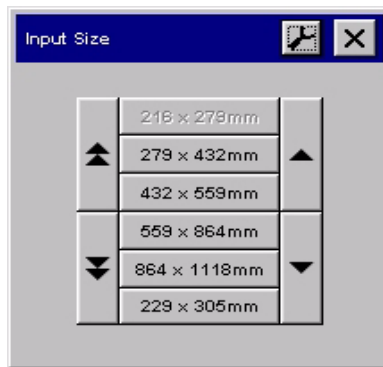 Input Size
216 x 279mm
279 x 432mm
432 x 559mm
559 x 864mm
864 x 1118mm
229 x 305mm